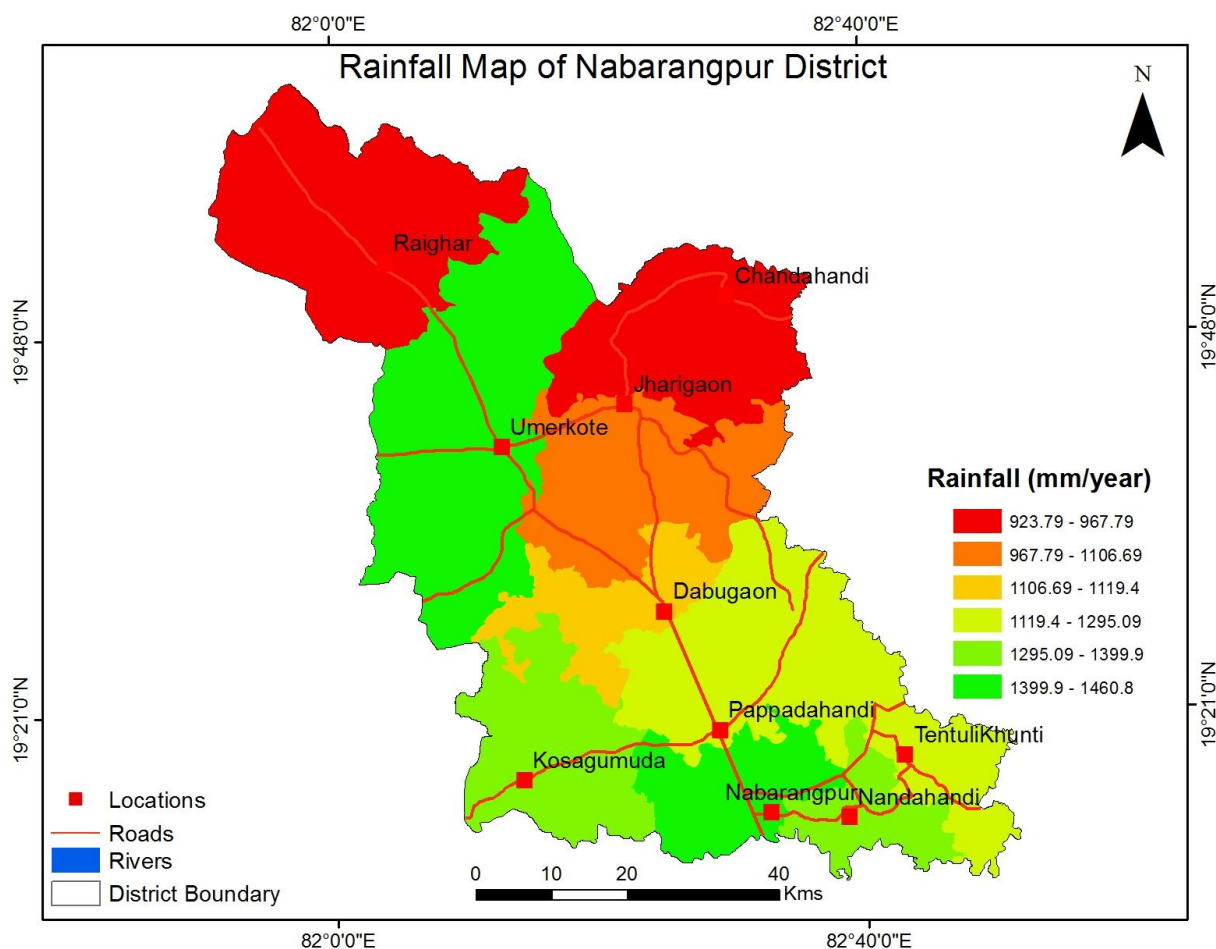 82°0'0"E
82°40'0"E
Rainfall Map of Nabarangpur District
N
Raighar
Chandahandi
19°48'0"N
19°48'0"N
Jharigaon
Umerkote
Rainfall (mm/year)
923.79 - 967.79
967.79 - 1106.69
1106.69 - 1119.4
1119.4 - 1295.09
1295.09 - 1399.9
1399.9 - 1460.8
Dabugaon
19°21'0"N
19°21'0"N
Pappadahandi
TentuliKhunti
Kosagumuda
Nabarangpur
Nandahandi
Locations
Roads
Rivers
District Boundary
0 10 20 40
Kms
82°0'0"E
82°40'0"E